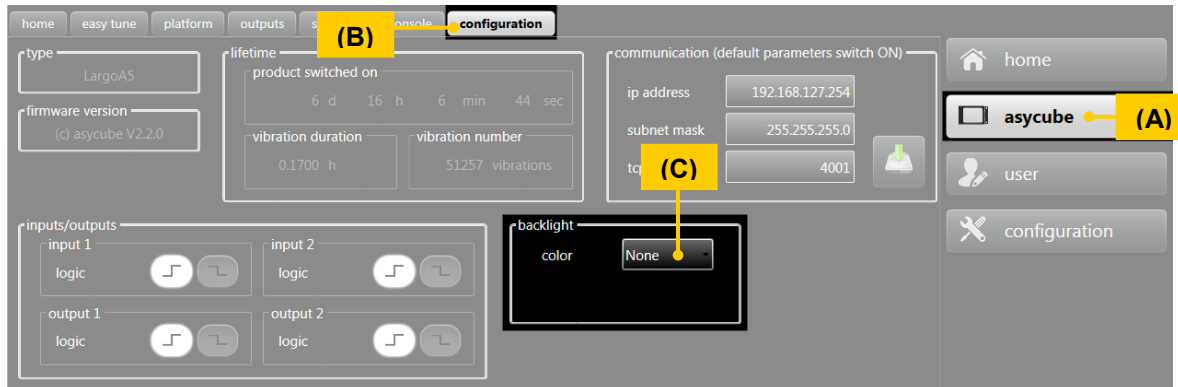 home easy tune platform outputs s onsole configuration
(B)
type
LargoA5
firmware version
(c) asycube V2.2.0
lifetime
product switched on
6 d 16 h 6 min 44 sec
vibration duration
0.1700 h
vibration number
51257 vibrations
communication (default parameters switch ON)
ip address 192.168.127.254
subnet mask 255.255.255.0
tcp 4001
(C)
home
asycube
(A)
user
configuration
inputs/outputs
input 1
logic
input 2
logic
output 1
logic
output 2
logic
backlight
color None